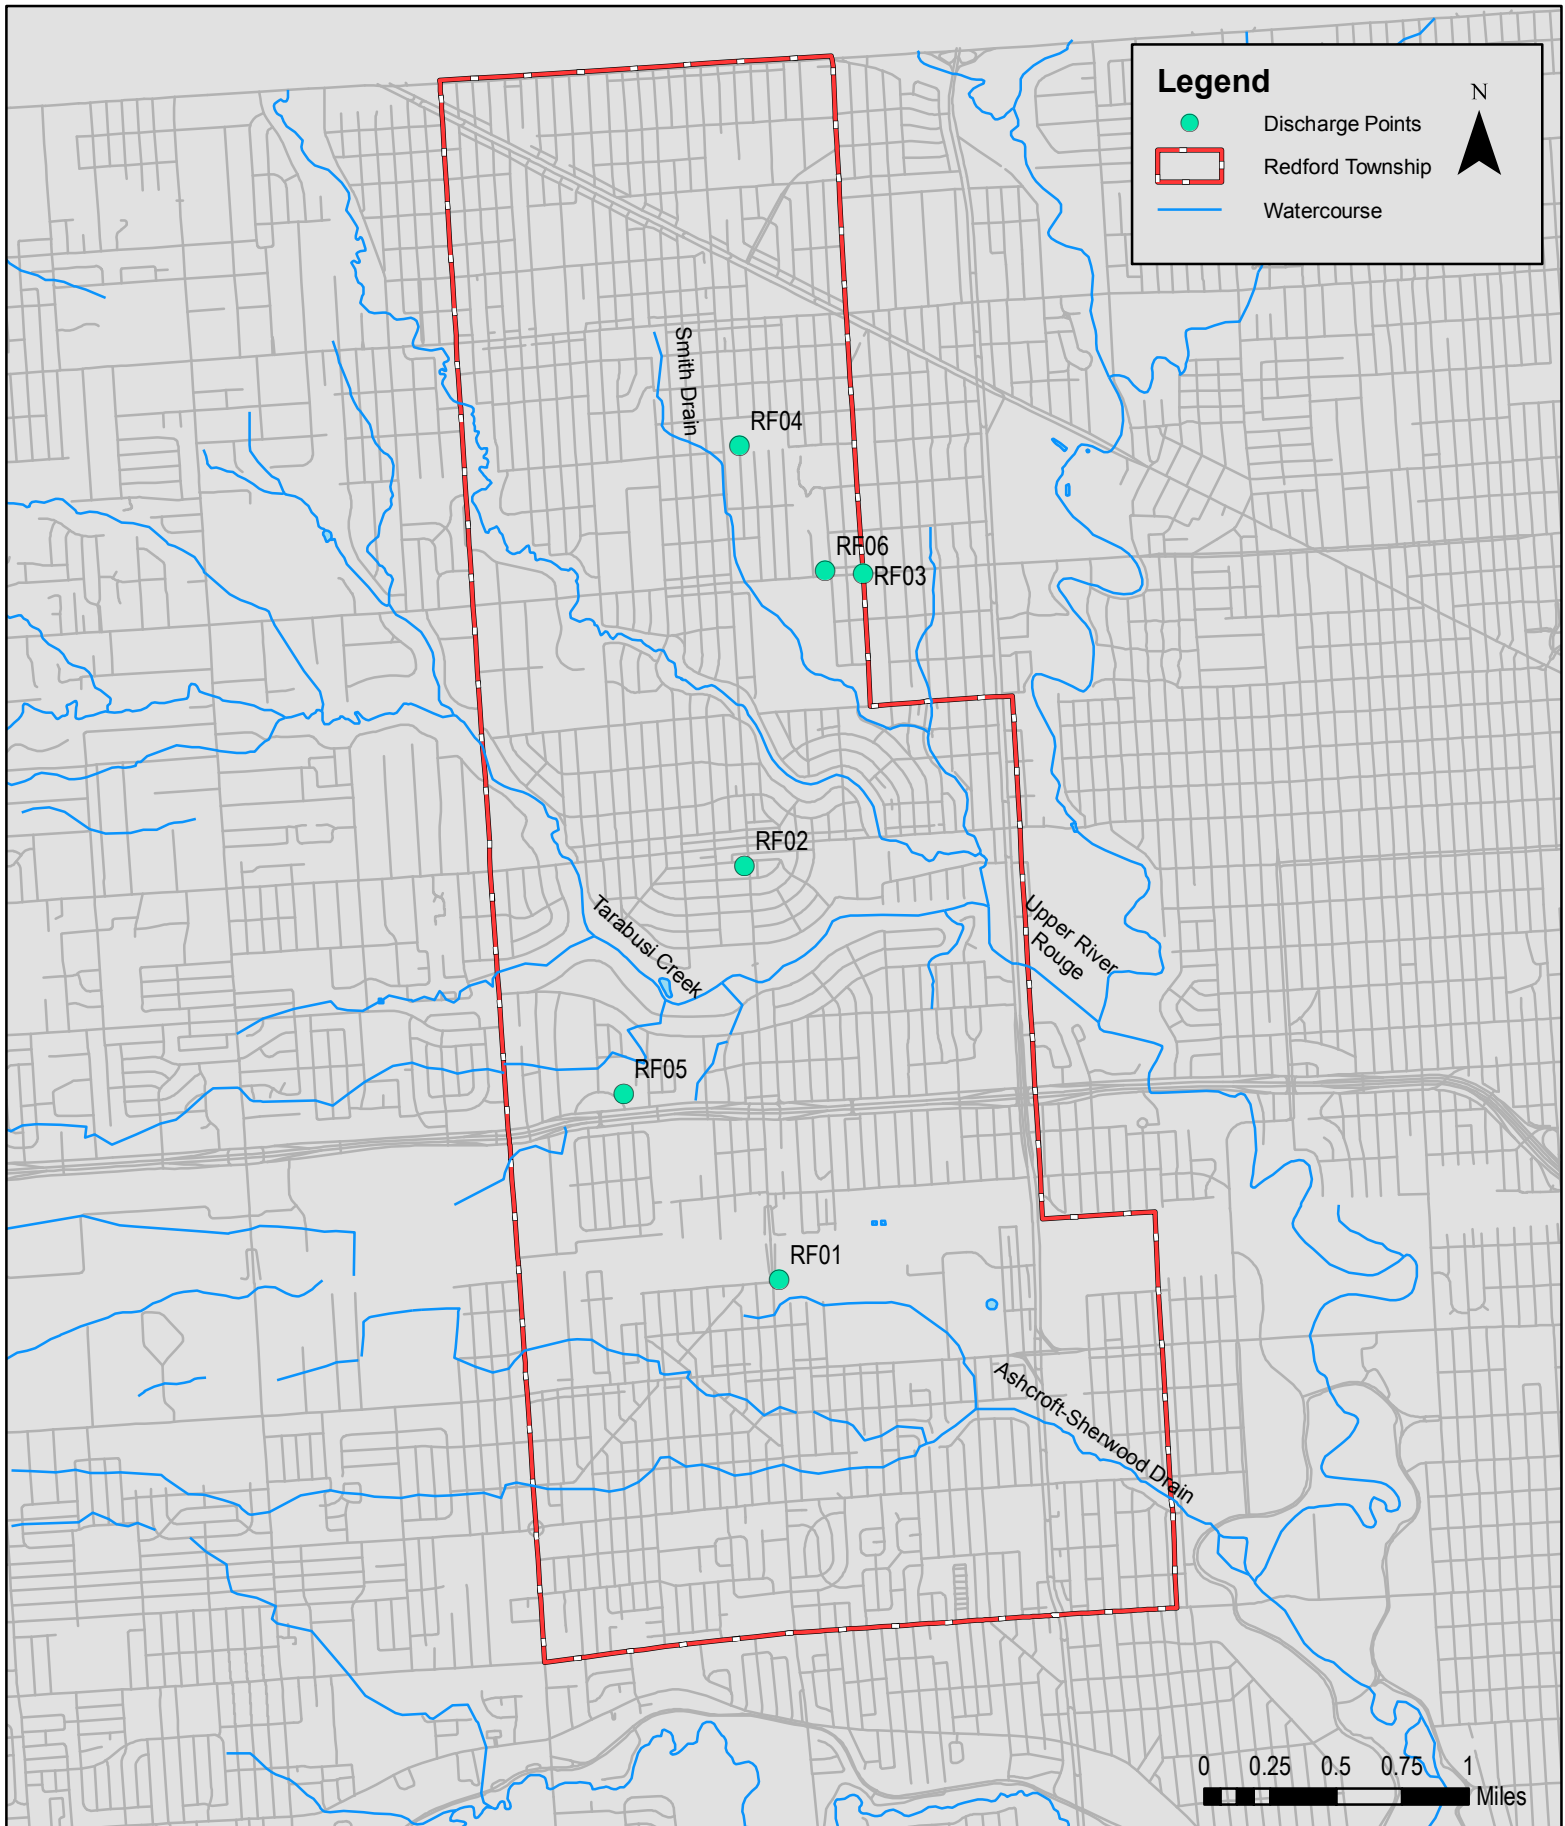 Legend
N
Discharge Points
Redford Township
Watercourse
Smith Drain
RF04
RF06
RF03
RF02
Tarabusi Creek
Upper River
Rouge
RF05
RF01
Ashcroft-Sherwood Drain
0 0.25 0.5 0.75 1
Miles